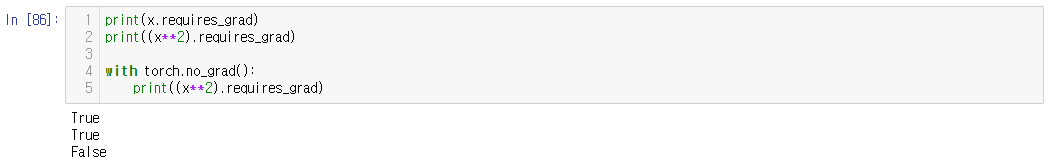 In [86]:
1 print(x.requires_grad)
2 print((x**2).requires_grad)
3
4 with torch.no_grad():
5     print((x**2).requires_grad)
True
True
False